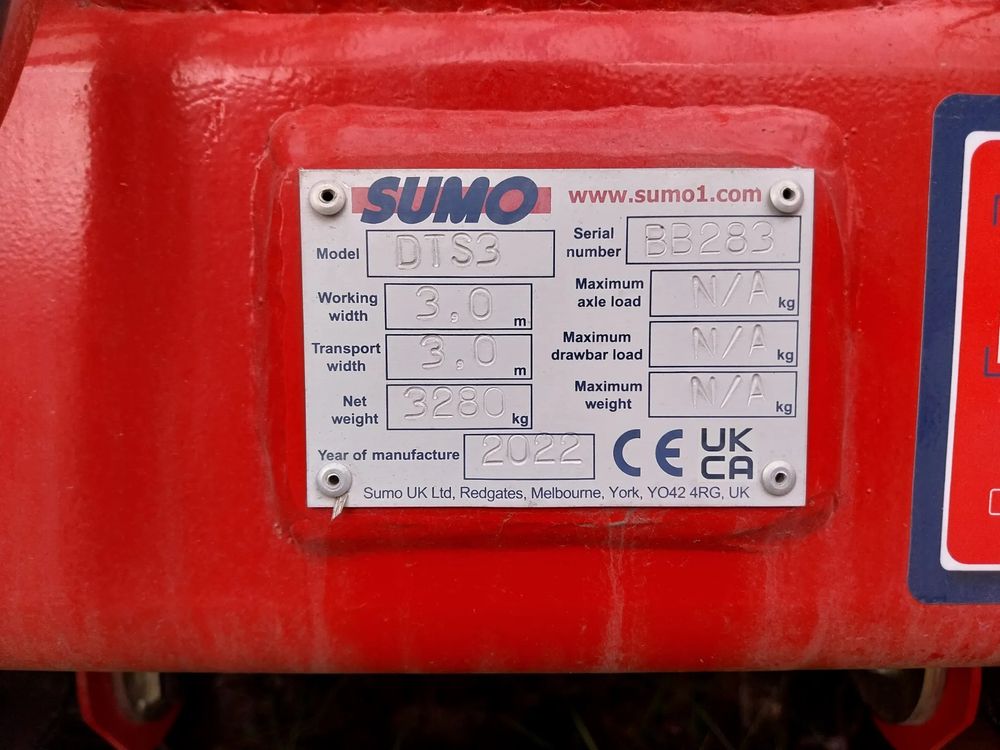 SUMO www.sumo1.com
Model DTS3
Serial number BB283
Working width 3,0 m
Maximum axle load N/A kg
Transport width 3,0 m
Maximum drawbar load N/A kg
Net weight 3280 kg
Maximum weight N/A kg
Year of manufacture 2022 CE UKCA
Sumo UK Ltd, Redgates, Melbourne, York, YO42 4RG, UK